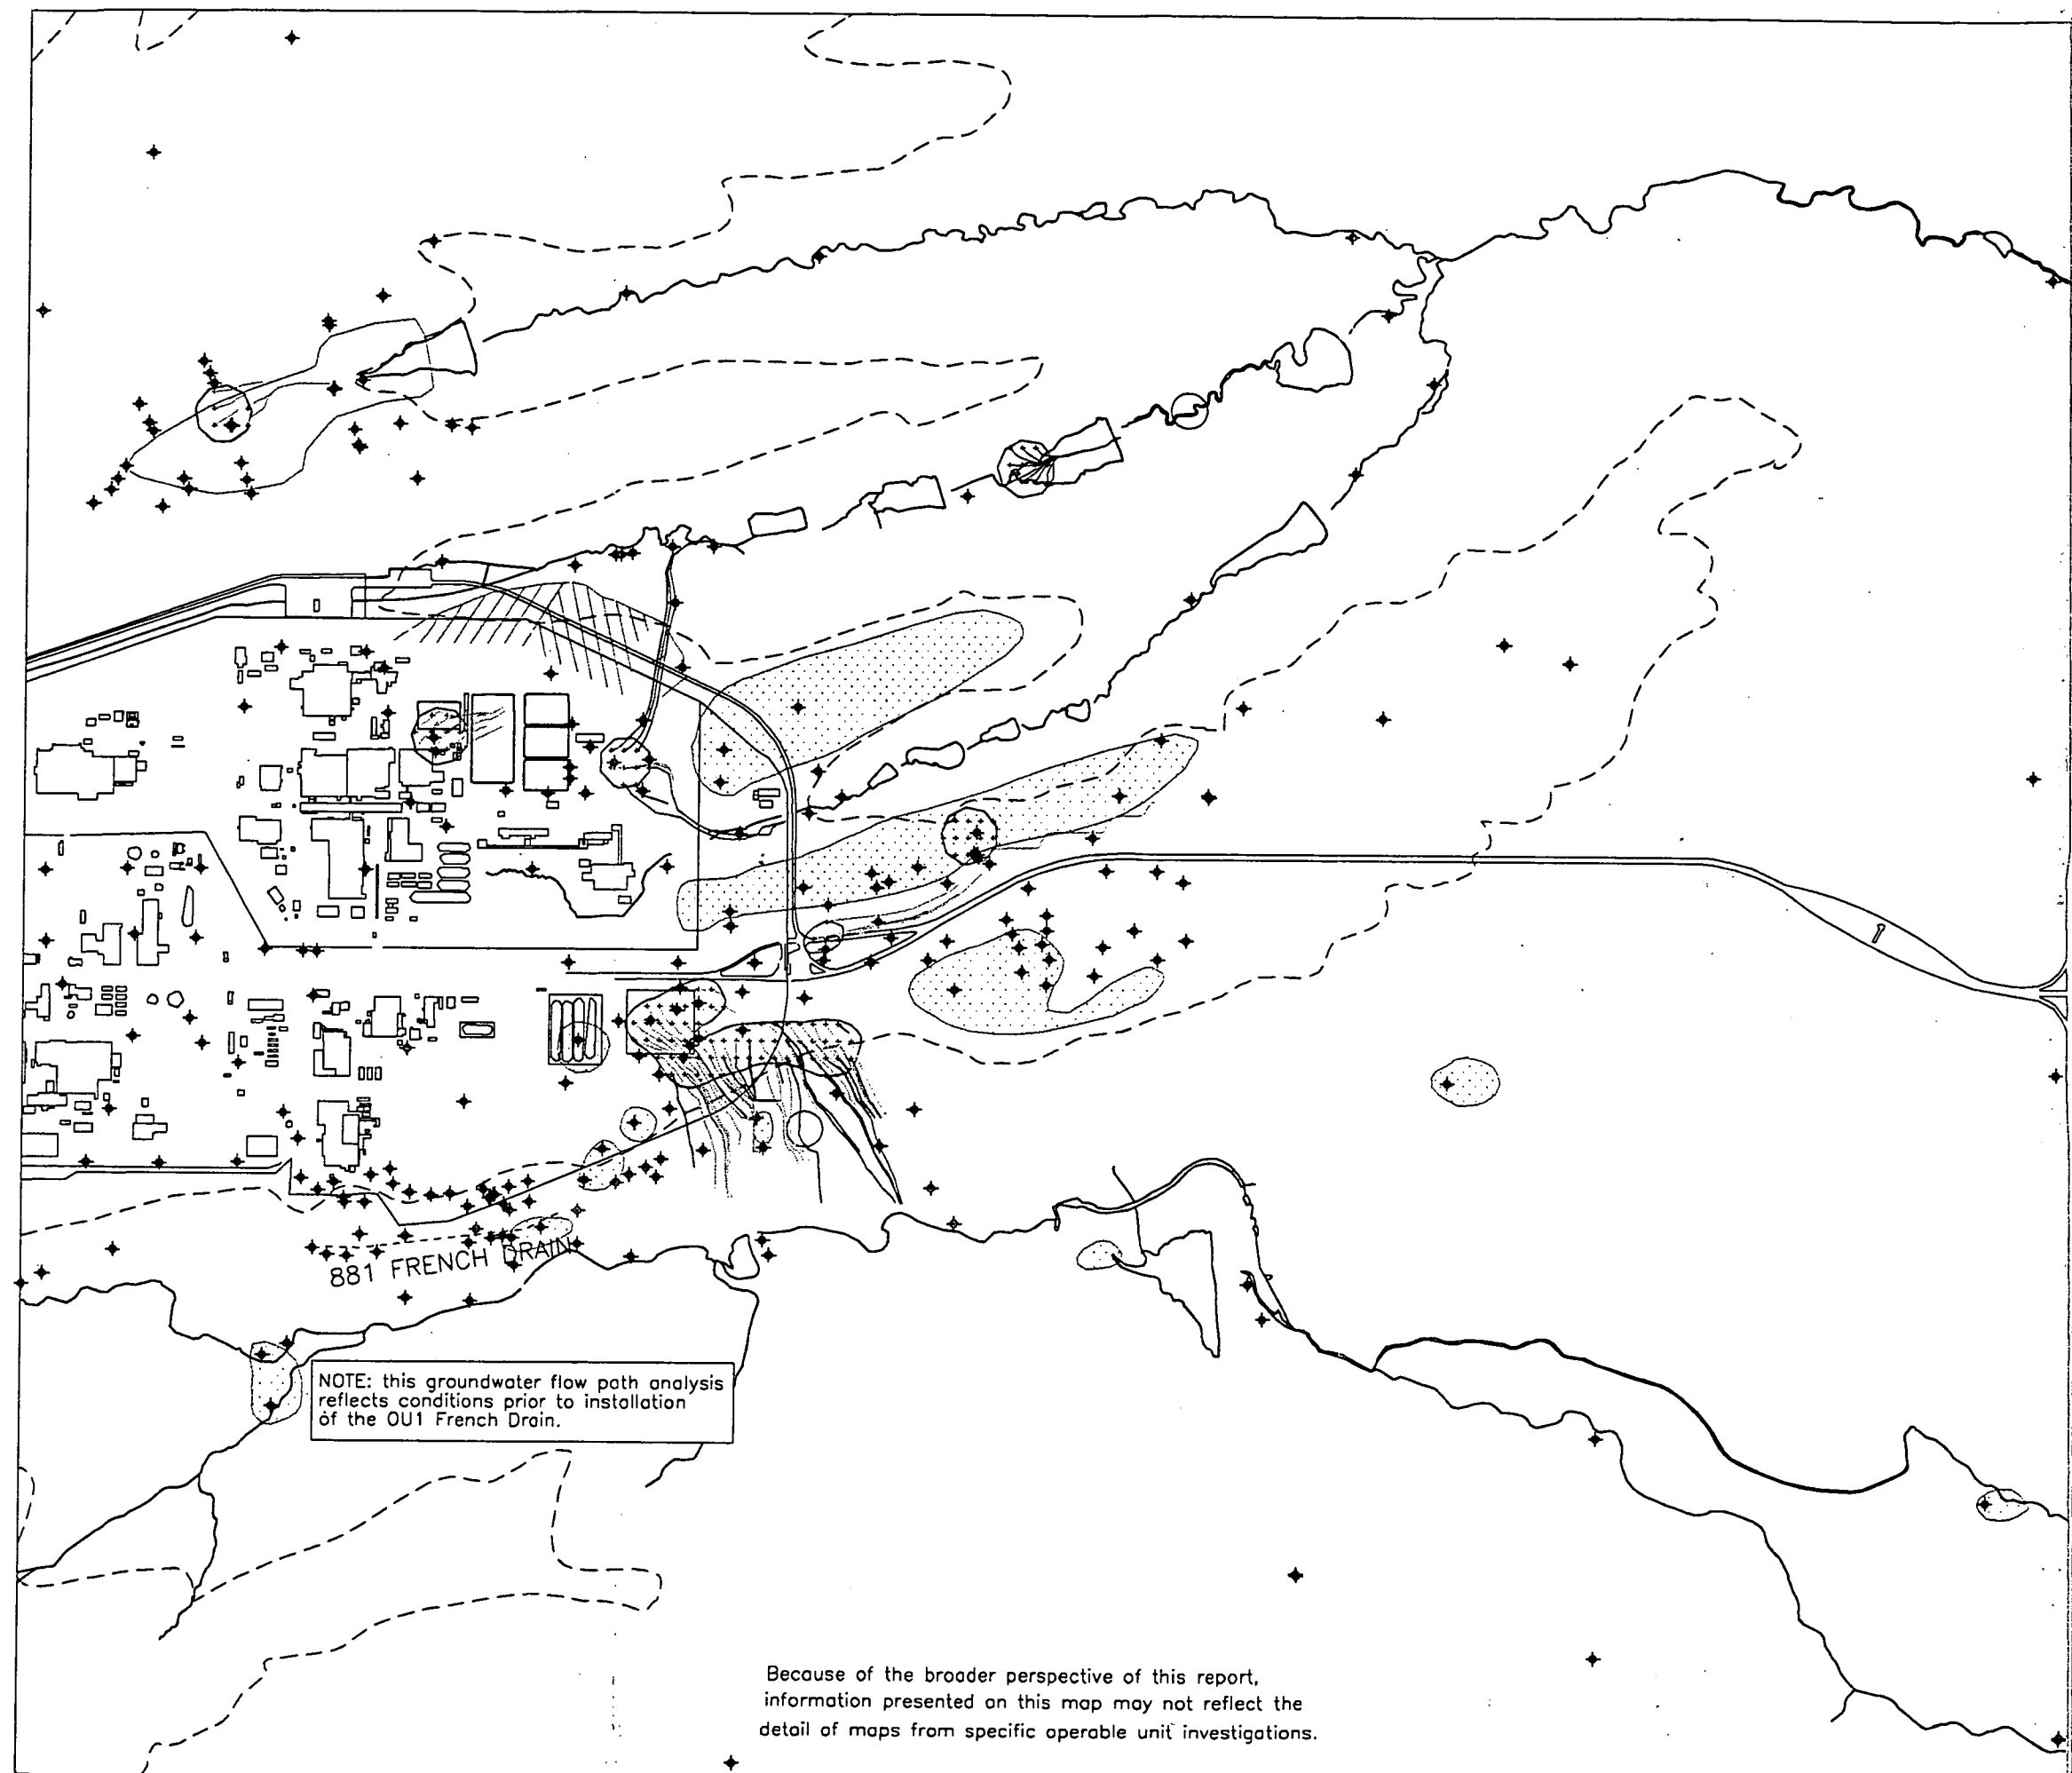 881 FRENCH DRAIN
NOTE: this groundwater flow path analysis
reflects conditions prior to installation
of the OU1 French Drain.
Because of the broader perspective of this report,
information presented on this map may not reflect the
detail of maps from specific operable unit investigations.